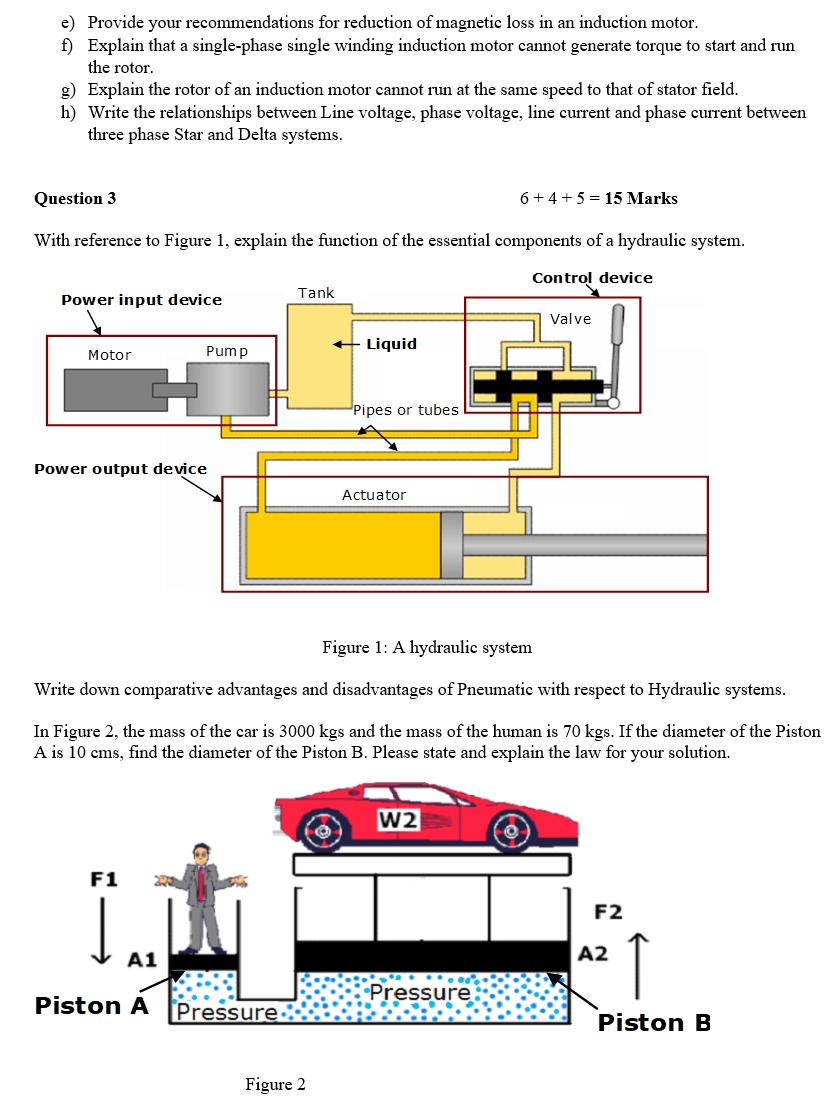 e) Provide your recommendations for reduction of magnetic loss in an induction motor.
f) Explain that a single-phase single winding induction motor cannot generate torque to start and run
the rotor.
g) Explain the rotor of an induction motor cannot run at the same speed to that of stator field.
h) Write the relationships between Line voltage, phase voltage, line current and phase current between
three phase Star and Delta systems.
Question 3 6 + 4 + 5 = 15 Marks
With reference to Figure 1, explain the function of the essential components of a hydraulic system.
Control device
Power input device
Tank
Valve
Motor
Pump
Liquid
Pipes or tubes
Power output device
Actuator
Figure 1: A hydraulic system
Write down comparative advantages and disadvantages of Pneumatic with respect to Hydraulic systems.
In Figure 2, the mass of the car is 3000 kgs and the mass of the human is 70 kgs. If the diameter of the Piston
A is 10 cms, find the diameter of the Piston B. Please state and explain the law for your solution.
W2
F1
F2
A1
A2
Piston A
Pressure
Pressure
Piston B
Figure 2